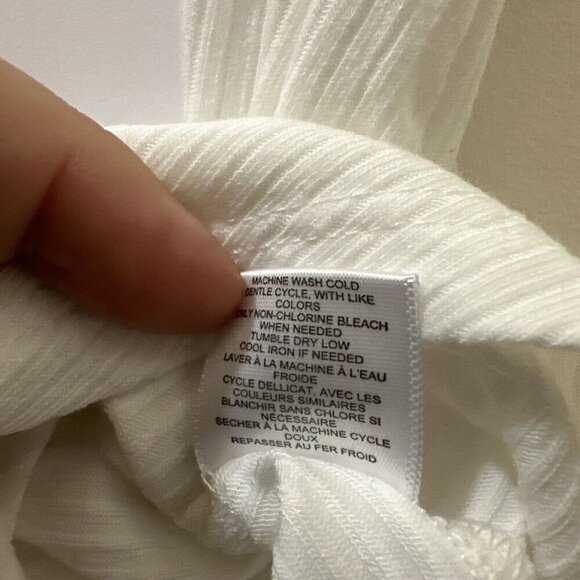 MACHINE WASH COLD
GENTLE CYCLE, WITH LIKE
COLORS
ONLY NON-CHLORINE BLEACH
WHEN NEEDED
TUMBLE DRY LOW
COOL IRON IF NEEDED
LAVER À LA MACHINE À L'EAU
FROIDE
CYCLE DELLICAT, AVEC LES
COULEURS SIMILAIRES
BLANCHIR SANS CHLORE SI
NÉCESSAIRE
SECHER À LA MACHINE CYCLE
DOUX
REPASSER AU FER FROID